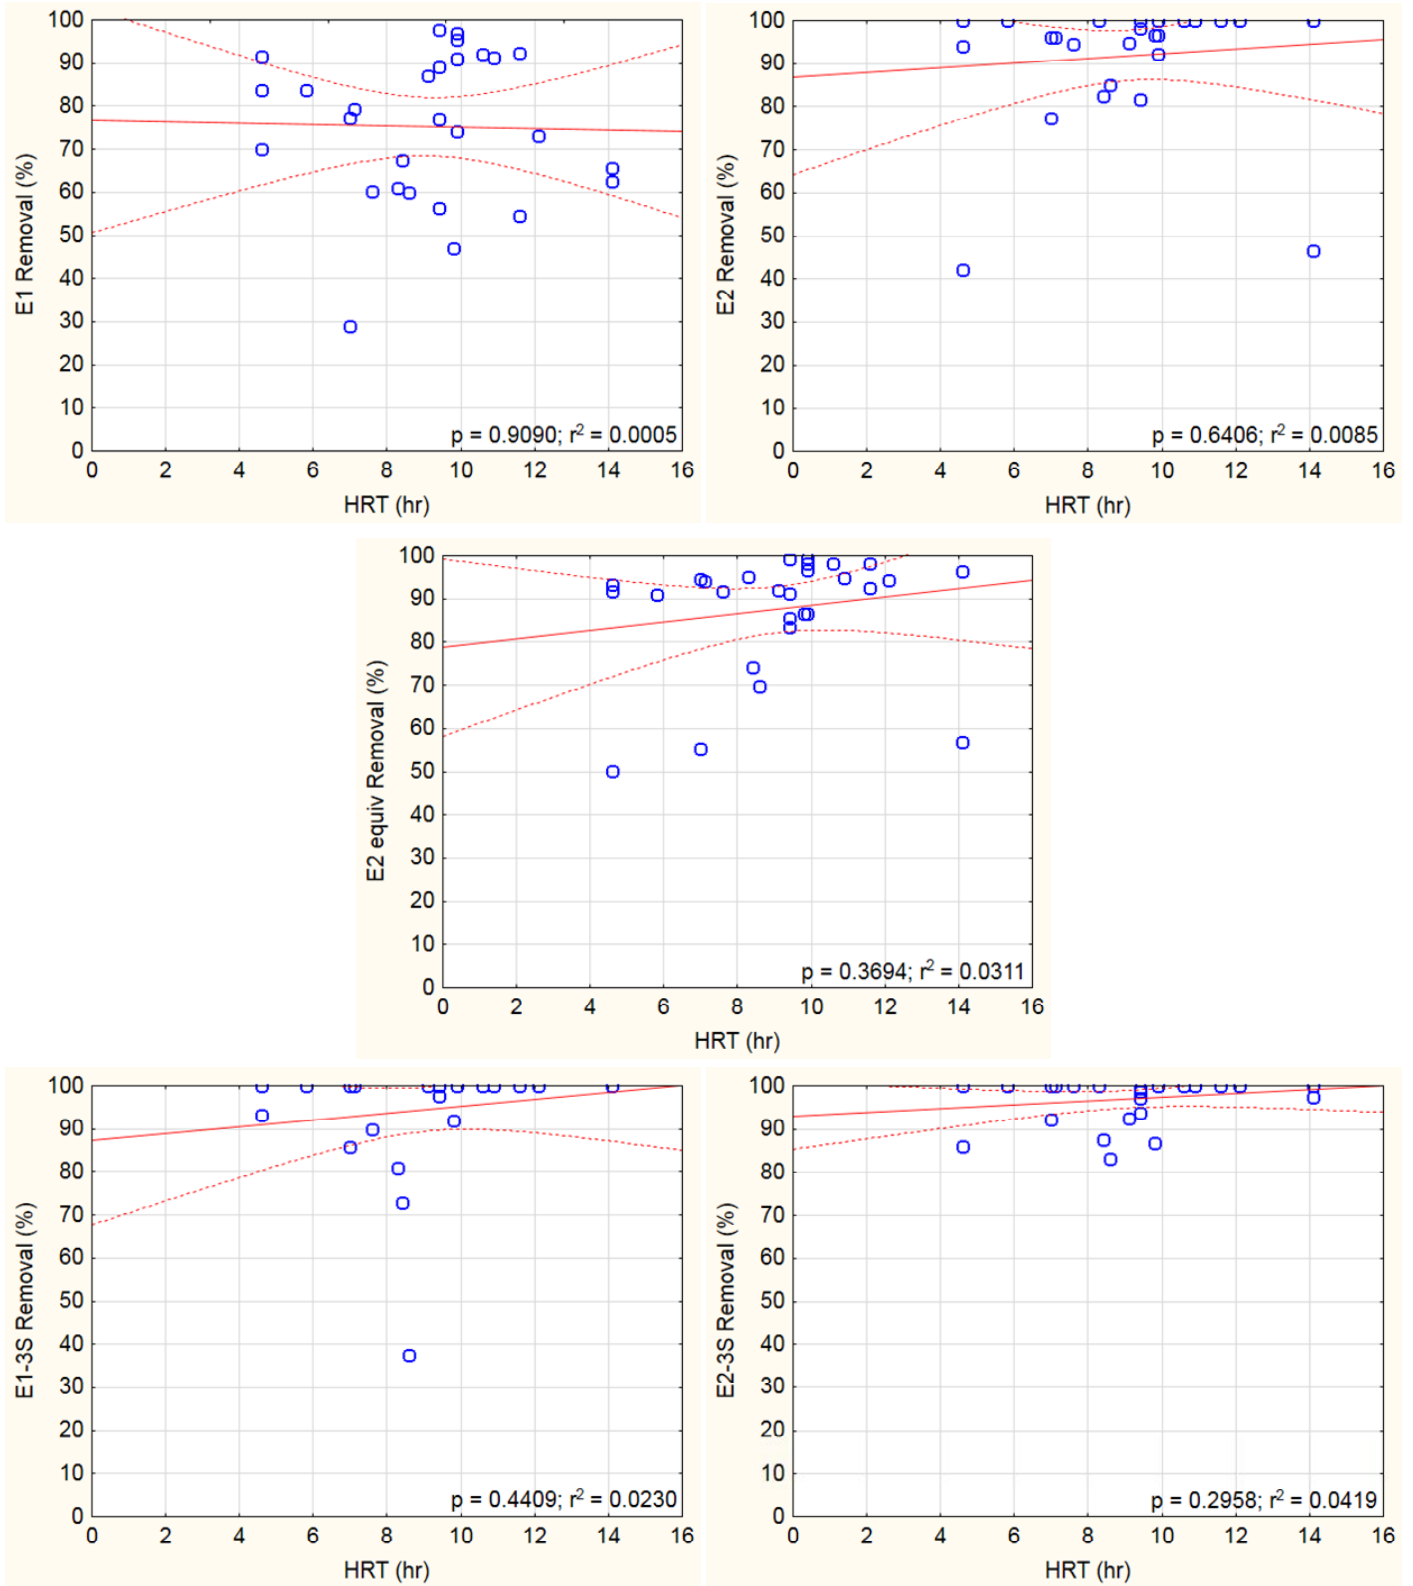 100
90
80
70
60
50
40
30
20
10
0
E1 Removal (%)
p = 0.9090; r² = 0.0005
0 2 4 6 8 10 12 14 16
HRT (hr)
100
90
80
70
60
50
40
30
20
10
0
E2 Removal (%)
p = 0.6406; r² = 0.0085
0 2 4 6 8 10 12 14 16
HRT (hr)
100
90
80
70
60
50
40
30
20
10
0
E2 equiv Removal (%)
p = 0.3694; r² = 0.0311
0 2 4 6 8 10 12 14 16
HRT (hr)
100
90
80
70
60
50
40
30
20
10
0
E1-3S Removal (%)
p = 0.4409; r² = 0.0230
0 2 4 6 8 10 12 14 16
HRT (hr)
100
90
80
70
60
50
40
30
20
10
0
E2-3S Removal (%)
p = 0.2958; r² = 0.0419
0 2 4 6 8 10 12 14 16
HRT (hr)